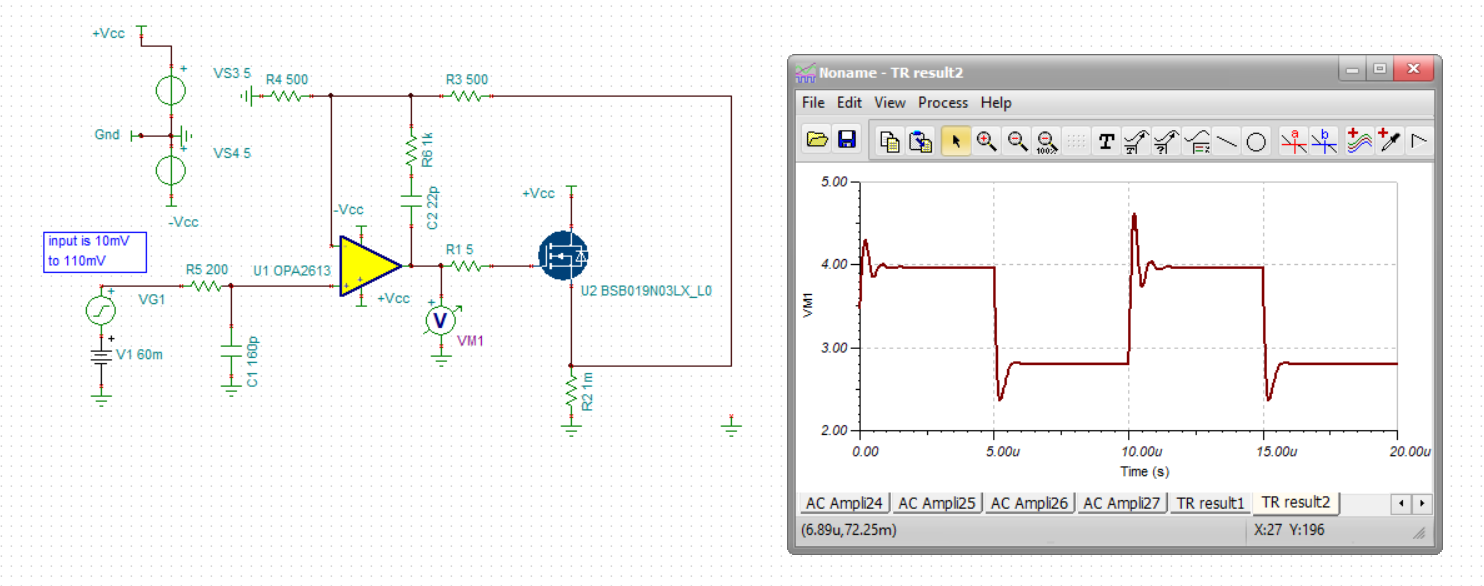 +Vcc
+
VS3 5
R4 500
R3 500
Gnd
+
VS4 5
R6 1k
-Vcc
-Vcc
C2 22p
+Vcc
input is 10mV
to 110mV
R5 200
U1 OPA2613
-
+
+
R1 5
U2 BSB019N03LX_L0
+
VG1
+Vcc
+
V
VM1
+
V1 60m
C1 160p
R2 1m
Noname - TR result2
File Edit View Process Help
100%
T
a
b
5.00
4.00
VM1
3.00
2.00
0.00 5.00u 10.00u 15.00u 20.00u
Time (s)
AC Ampli24 AC Ampli25 AC Ampli26 AC Ampli27 TR result1 TR result2
(6.89u,72.25m) X:27 Y:196